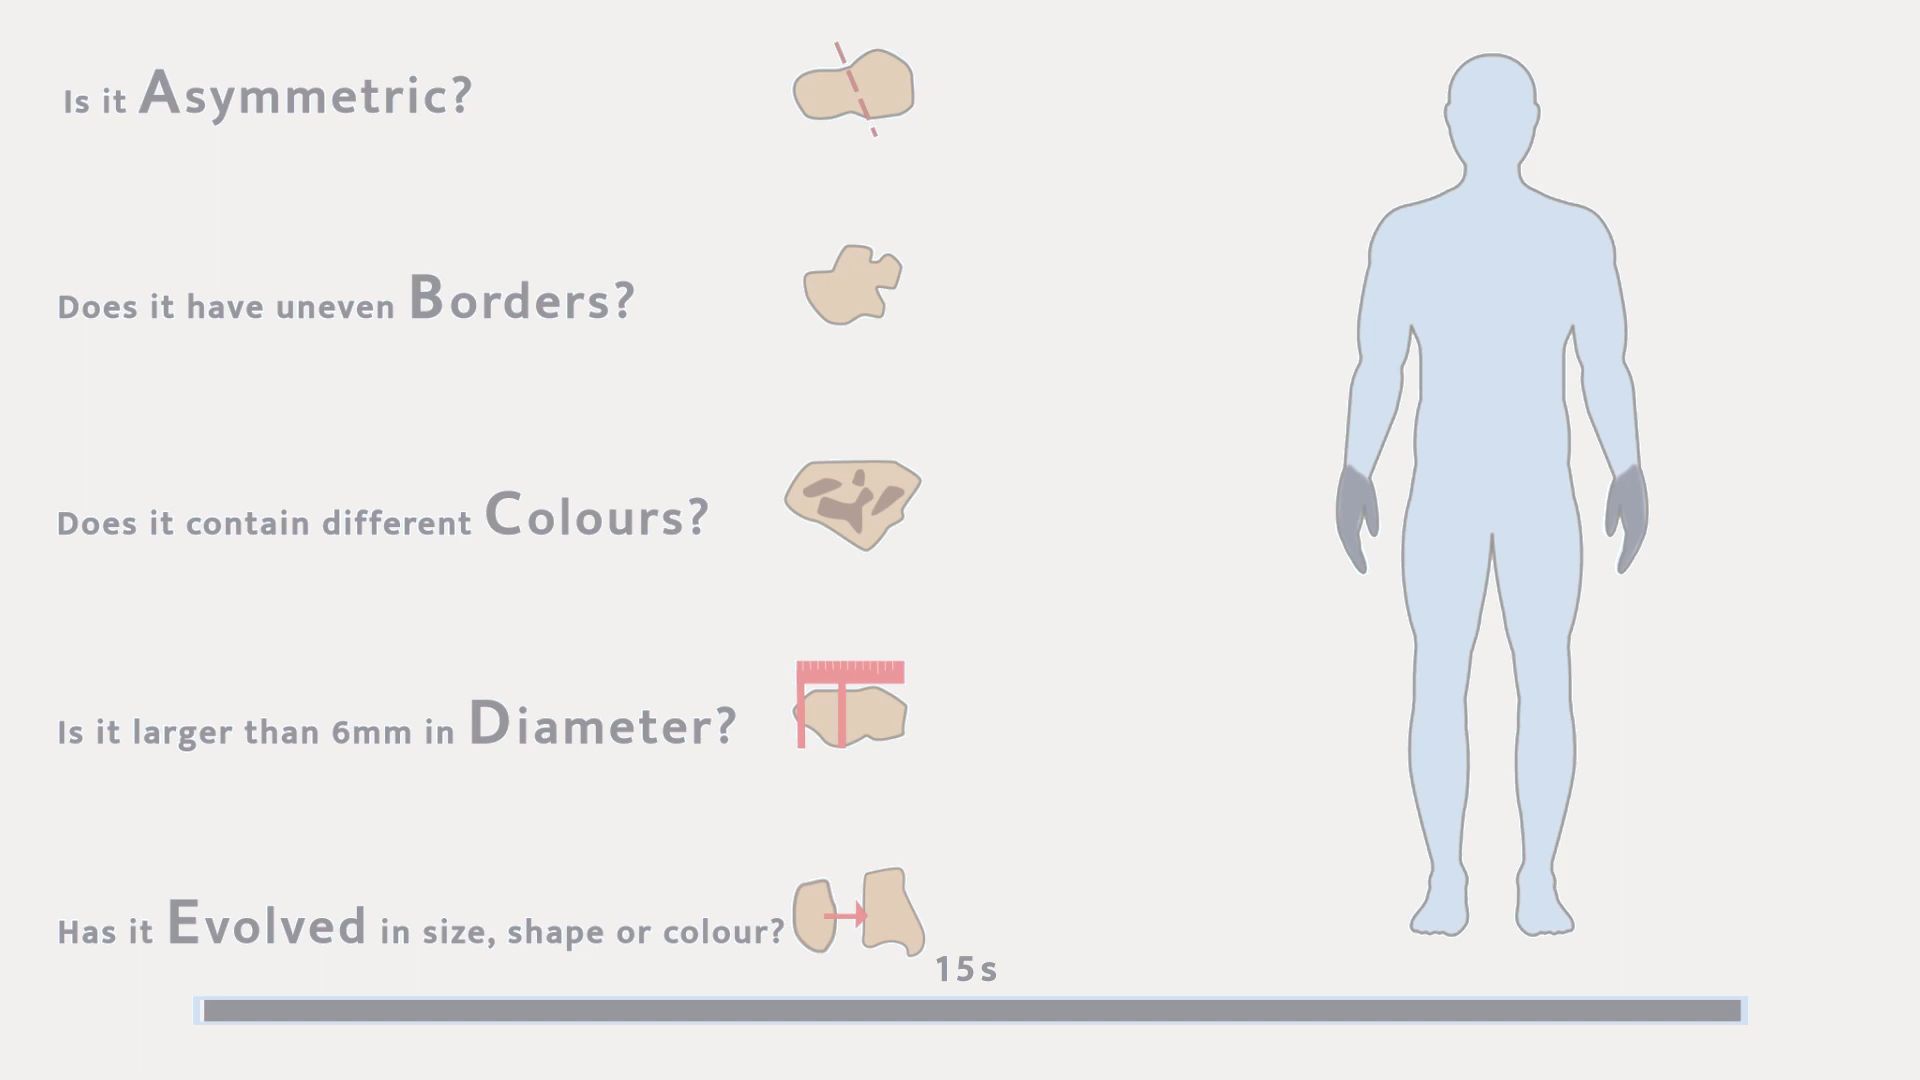 Is it Asymmetric?
Does it have uneven Borders?
Does it contain different Colours?
Is it larger than 6mm in Diameter?
Has it Evolved in size, shape or colour?
15s